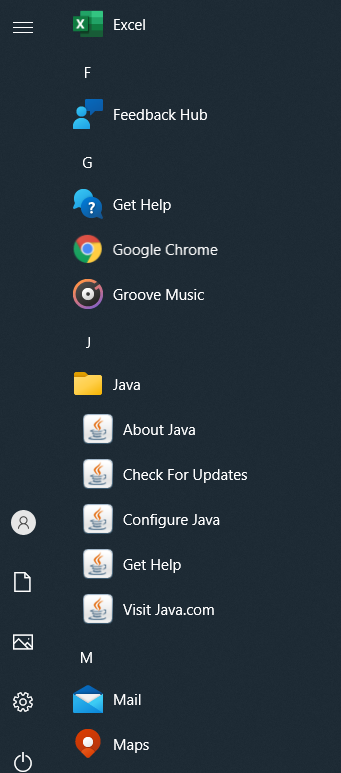 Excel
F
Feedback Hub
G
Get Help
Google Chrome
Groove Music
J
Java
About Java
Check For Updates
Configure Java
Get Help
Visit Java.com
M
Mail
Maps